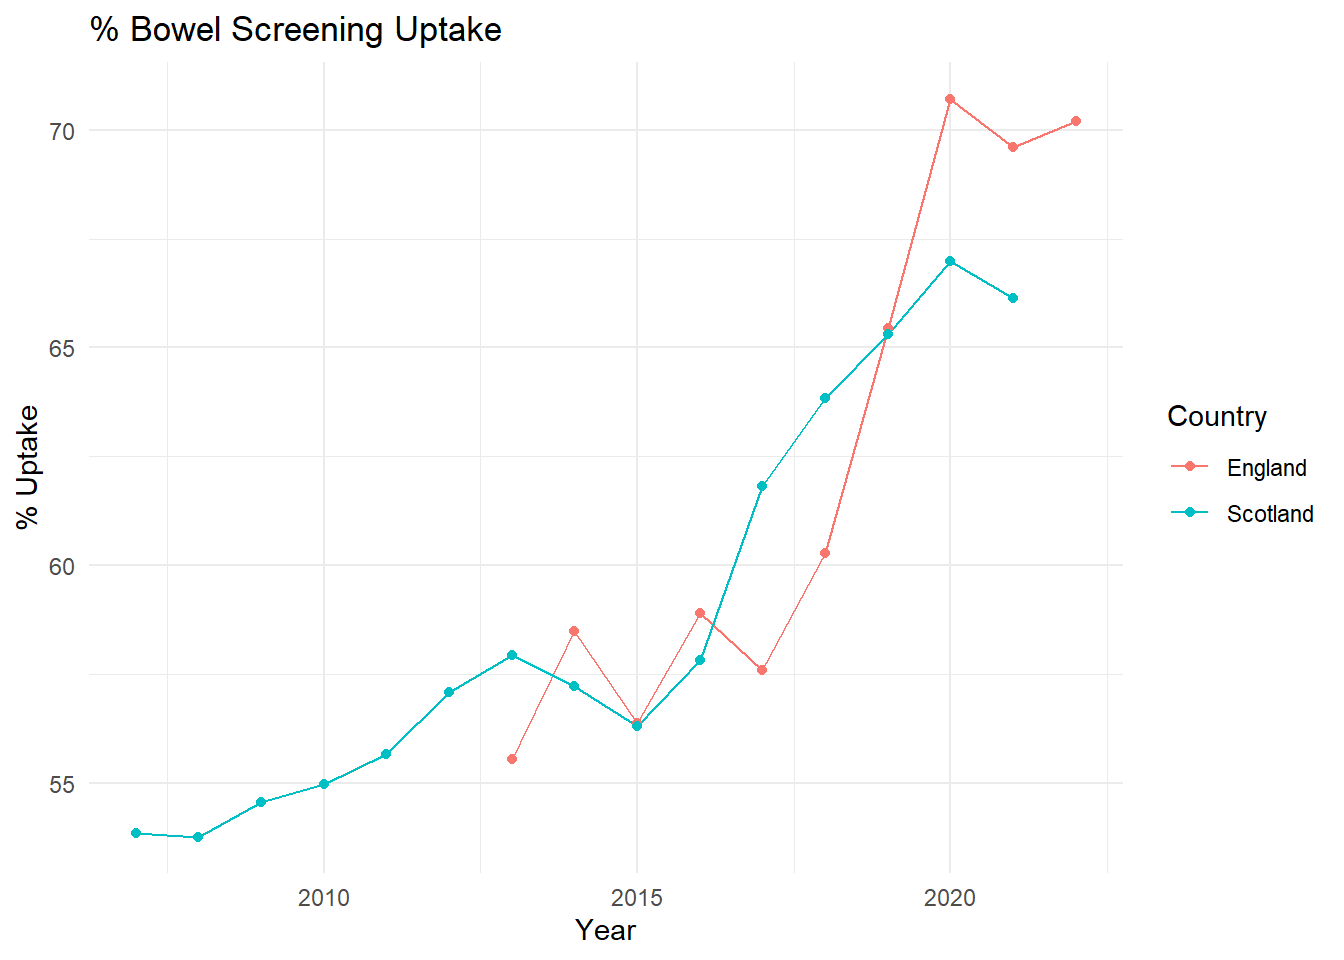 % Bowel Screening Uptake
70
65
60
55
% Uptake
2010
2015
2020
Year
Country
England
Scotland